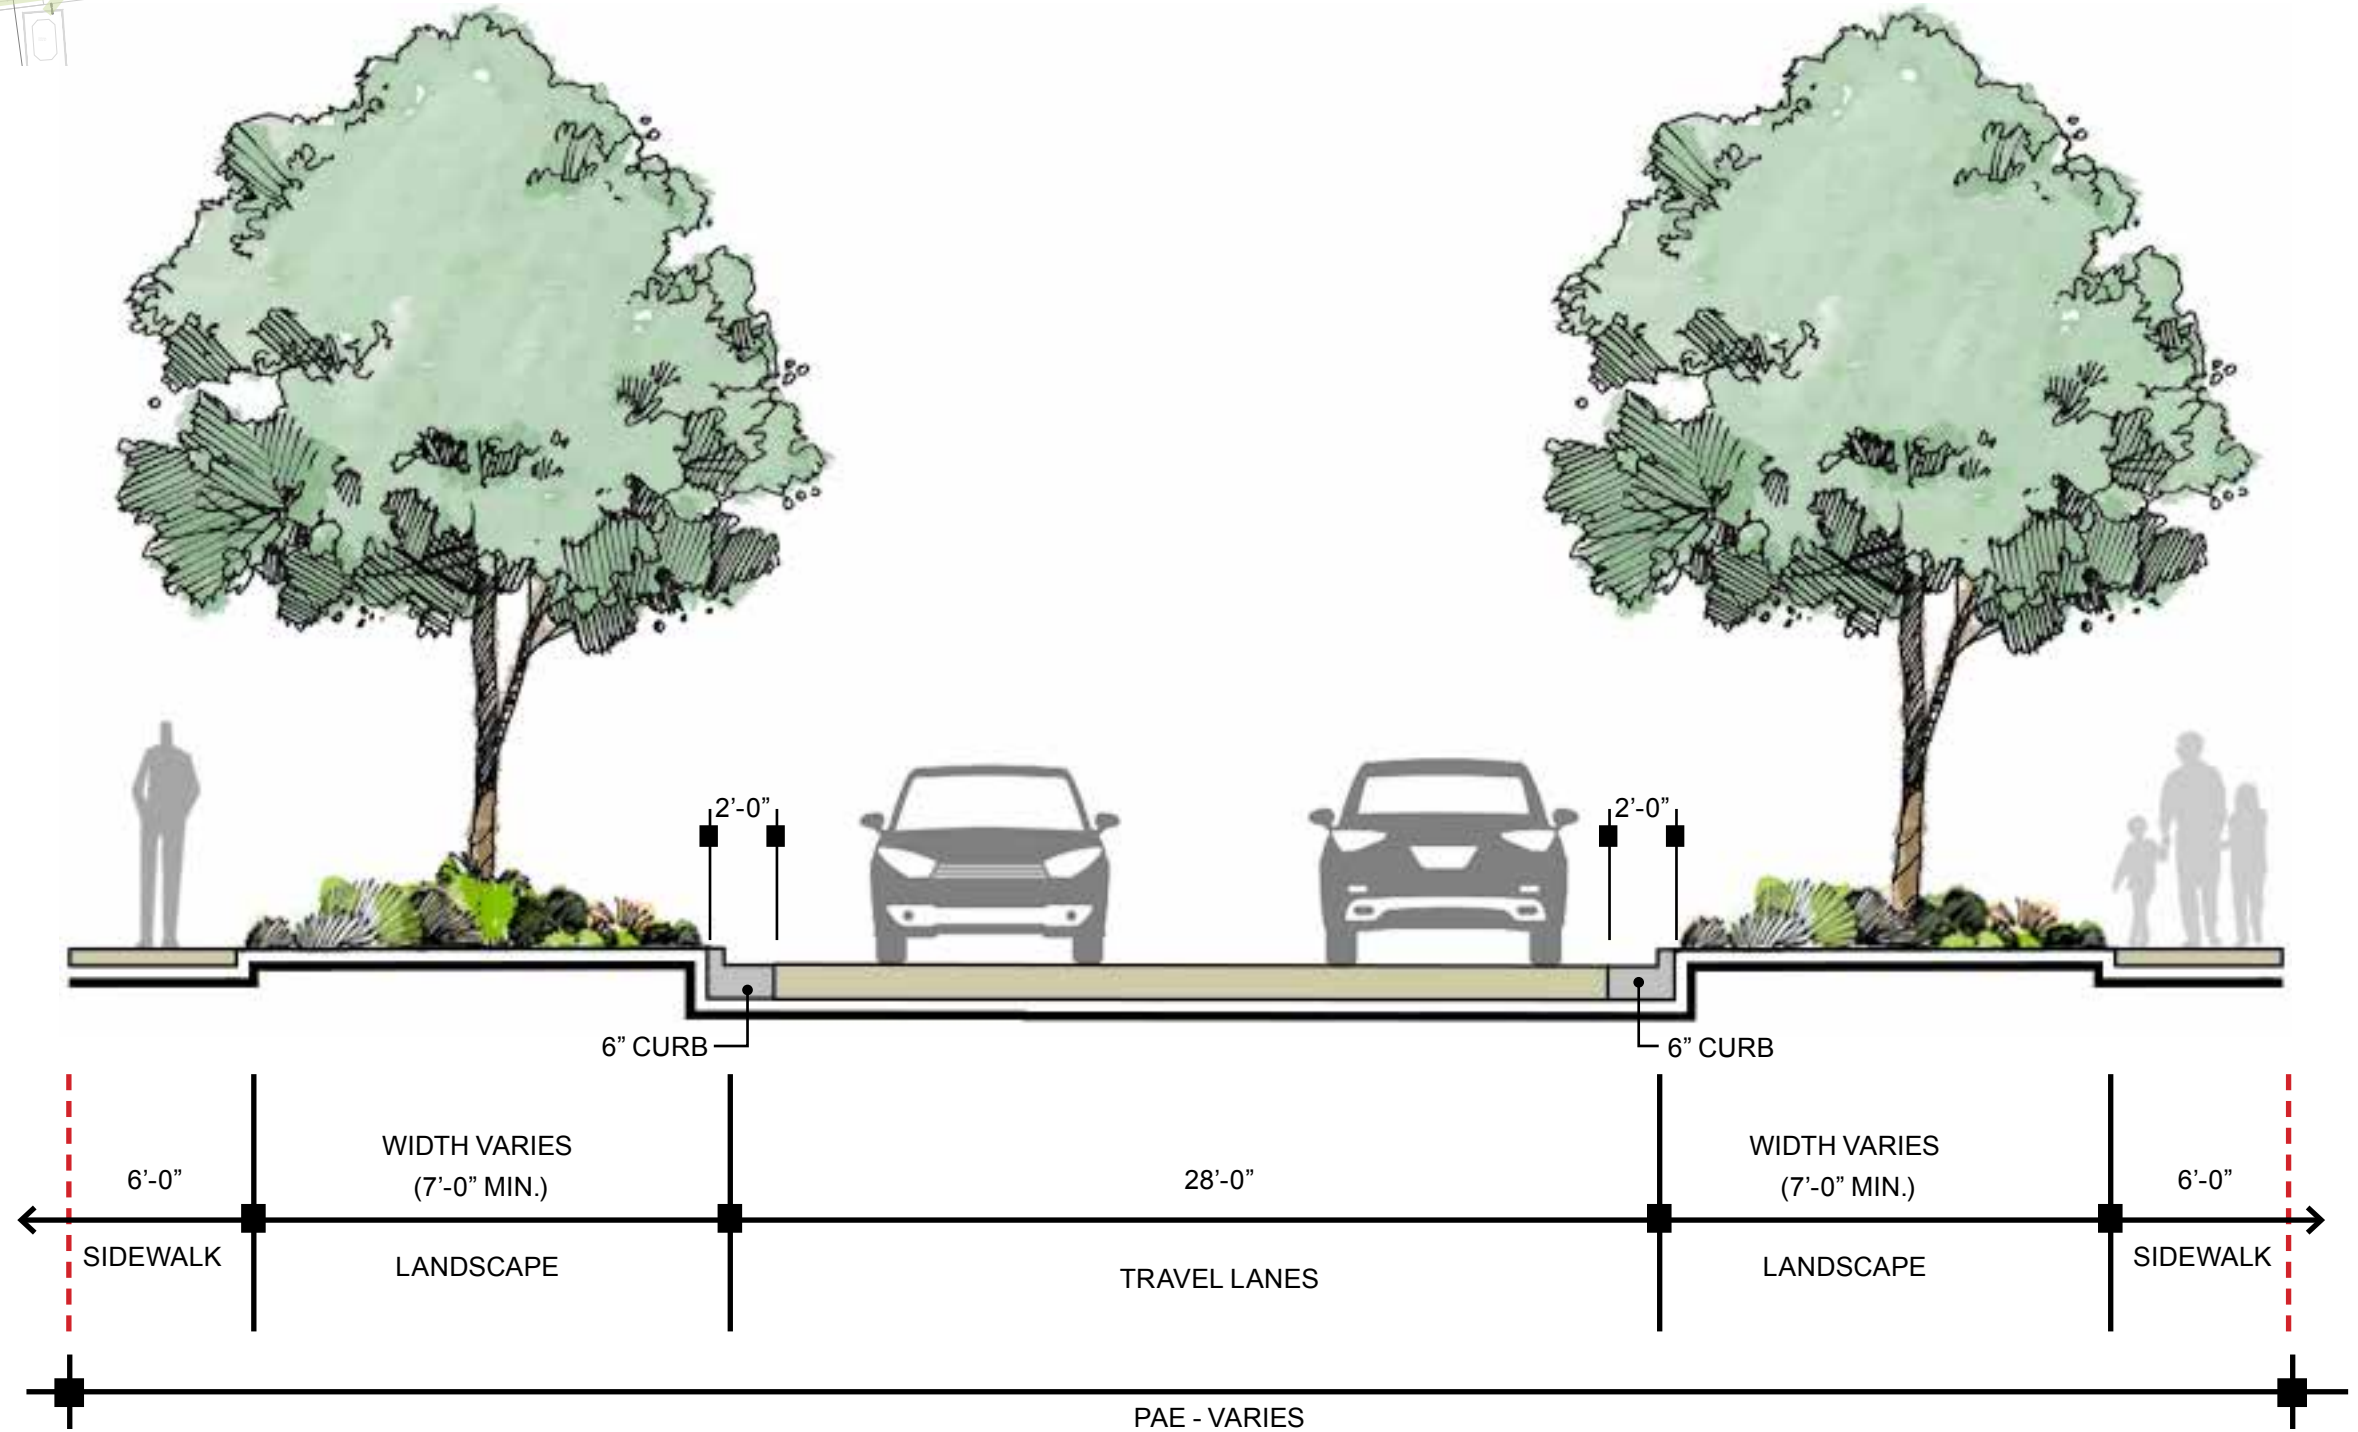 2’-0”
2’-0”
6” CURB
6” CURB
6’-0”
SIDEWALK
WIDTH VARIES
(7’-0” MIN.)
LANDSCAPE
28’-0”
TRAVEL LANES
WIDTH VARIES
(7’-0” MIN.)
LANDSCAPE
6’-0”
SIDEWALK
PAE - VARIES